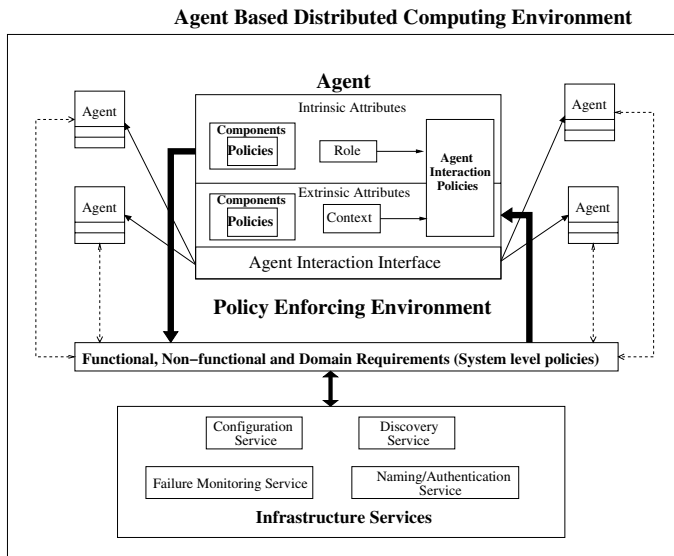 Agent Based Distributed Computing Environment
Agent
Intrinsic Attributes
Components
Policies
Role
Agent
Interaction
Policies
Extrinsic Attributes
Components
Policies
Context
Agent Interaction Interface
Agent
Agent
Agent
Agent
Policy Enforcing Environment
Functional, Non−functional and Domain Requirements (System level policies)
Configuration
Service
Discovery
Service
Failure Monitoring Service
Naming/Authentication
Service
Infrastructure Services